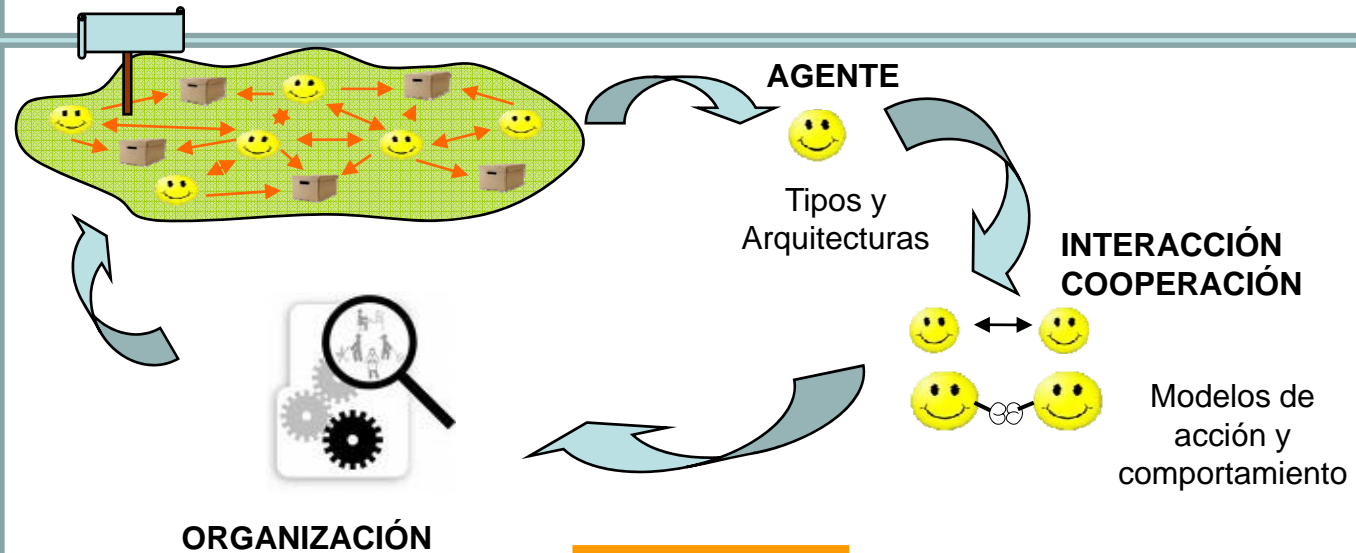 AGENTE
Tipos y
Arquitecturas
INTERACCIÓN
COOPERACIÓN
Modelos de
acción y
comportamiento
ORGANIZACIÓN